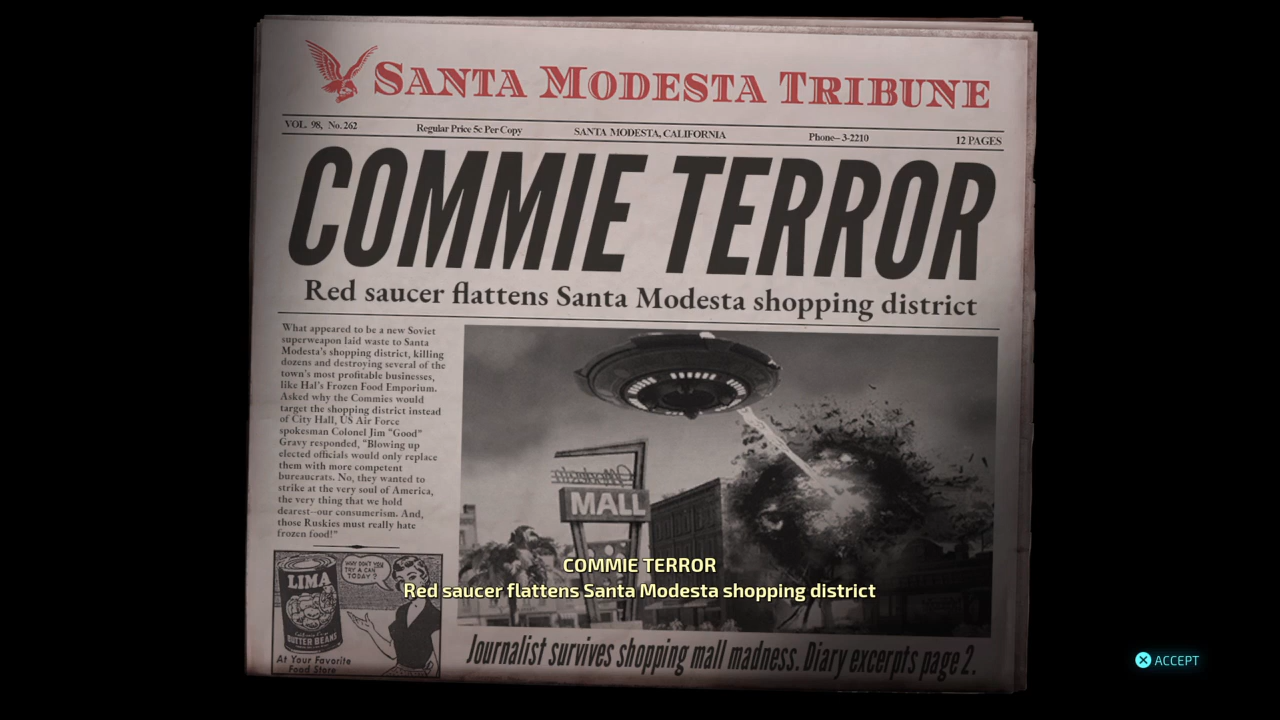 SANTA MODESTA TRIBUNE
VOL. 98, No. 262 Regular Price 5c Per Copy SANTA MODESTA, CALIFORNIA Phone– 3-2210 12 PAGES
COMMIE TERROR
Red saucer flattens Santa Modesta shopping district
What appeared to be a new Soviet
superweapon laid waste to Santa
Modesta's shopping district, killing
dozens and destroying several of the
town's most profitable businesses,
like Hal's Frozen Food Emporium.
Asked why the Commies would
target the shopping district instead
of City Hall, US Air Force
spokesman Colonel Jim "Good"
Gravy responded, "Blowing up
elected officials would only replace
them with more competent
bureaucrats. No, they wanted to
strike at the very soul of America,
the very thing that we hold
dearest--our consumerism. And,
those Ruskies must really hate
frozen food!"
MALL
WHY DON'T YOU
TRY A CAN
TODAY?
LIMA
BUTTER BEANS
At Your Favorite
Food Store
COMMIE TERROR
Red saucer flattens Santa Modesta shopping district
Journalist survives shopping mall madness. Diary excerpts page 2.
ACCEPT